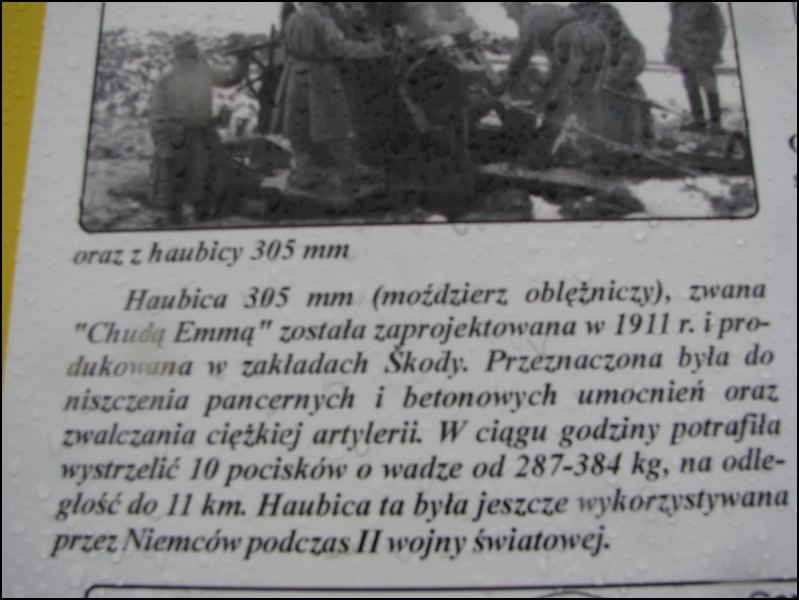 oraz z haubicy 305 mm
Haubica 305 mm (moździerz oblężniczy), zwana
"Chudą Emmą" została zaprojektowana w 1911 r. i pro-
dukowana w zakładach Škody. Przeznaczona była do
niszczenia pancernych i betonowych umocnień oraz
zwalczania ciężkiej artylerii. W ciągu godziny potrafiła
wystrzelić 10 pocisków o wadze od 287-384 kg, na odle-
głość do 11 km. Haubica ta była jeszcze wykorzystywana
przez Niemców podczas II wojny światowej.